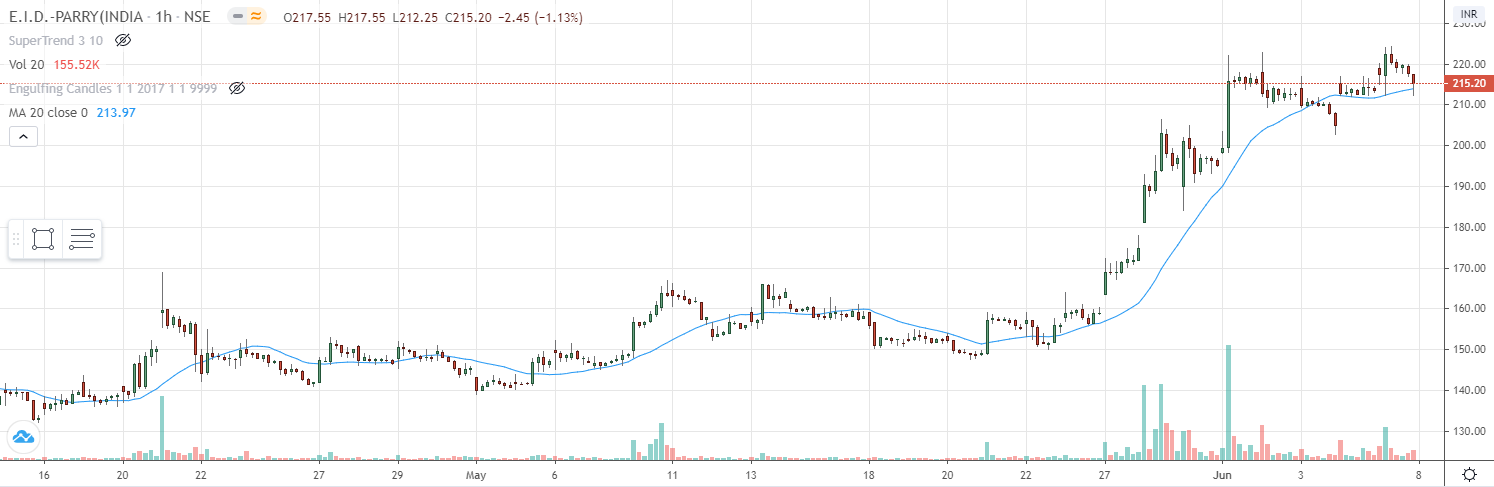 E.I.D.-PARRY(INDIA · 1h · NSE O217.55 H217.55 L212.25 C215.20 −2.45 (−1.13%)
INR
230.00
SuperTrend 3 10
Vol 20 155.52K
220.00
215.20
Engulfing Candles 1 1 2017 1 1 9999
210.00
MA 20 close 0 213.97
200.00
190.00
180.00
170.00
160.00
150.00
140.00
130.00
16 20 22 27 29 May 6 11 13 18 20 22 27 Jun 3 8